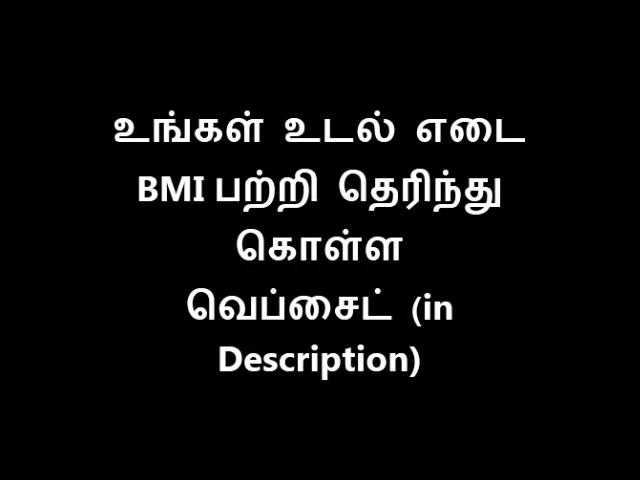 உங்கள் உடல் எடை
BMI பற்றி தெரிந்து
கொள்ள
வெப்சைட் (in
Description)